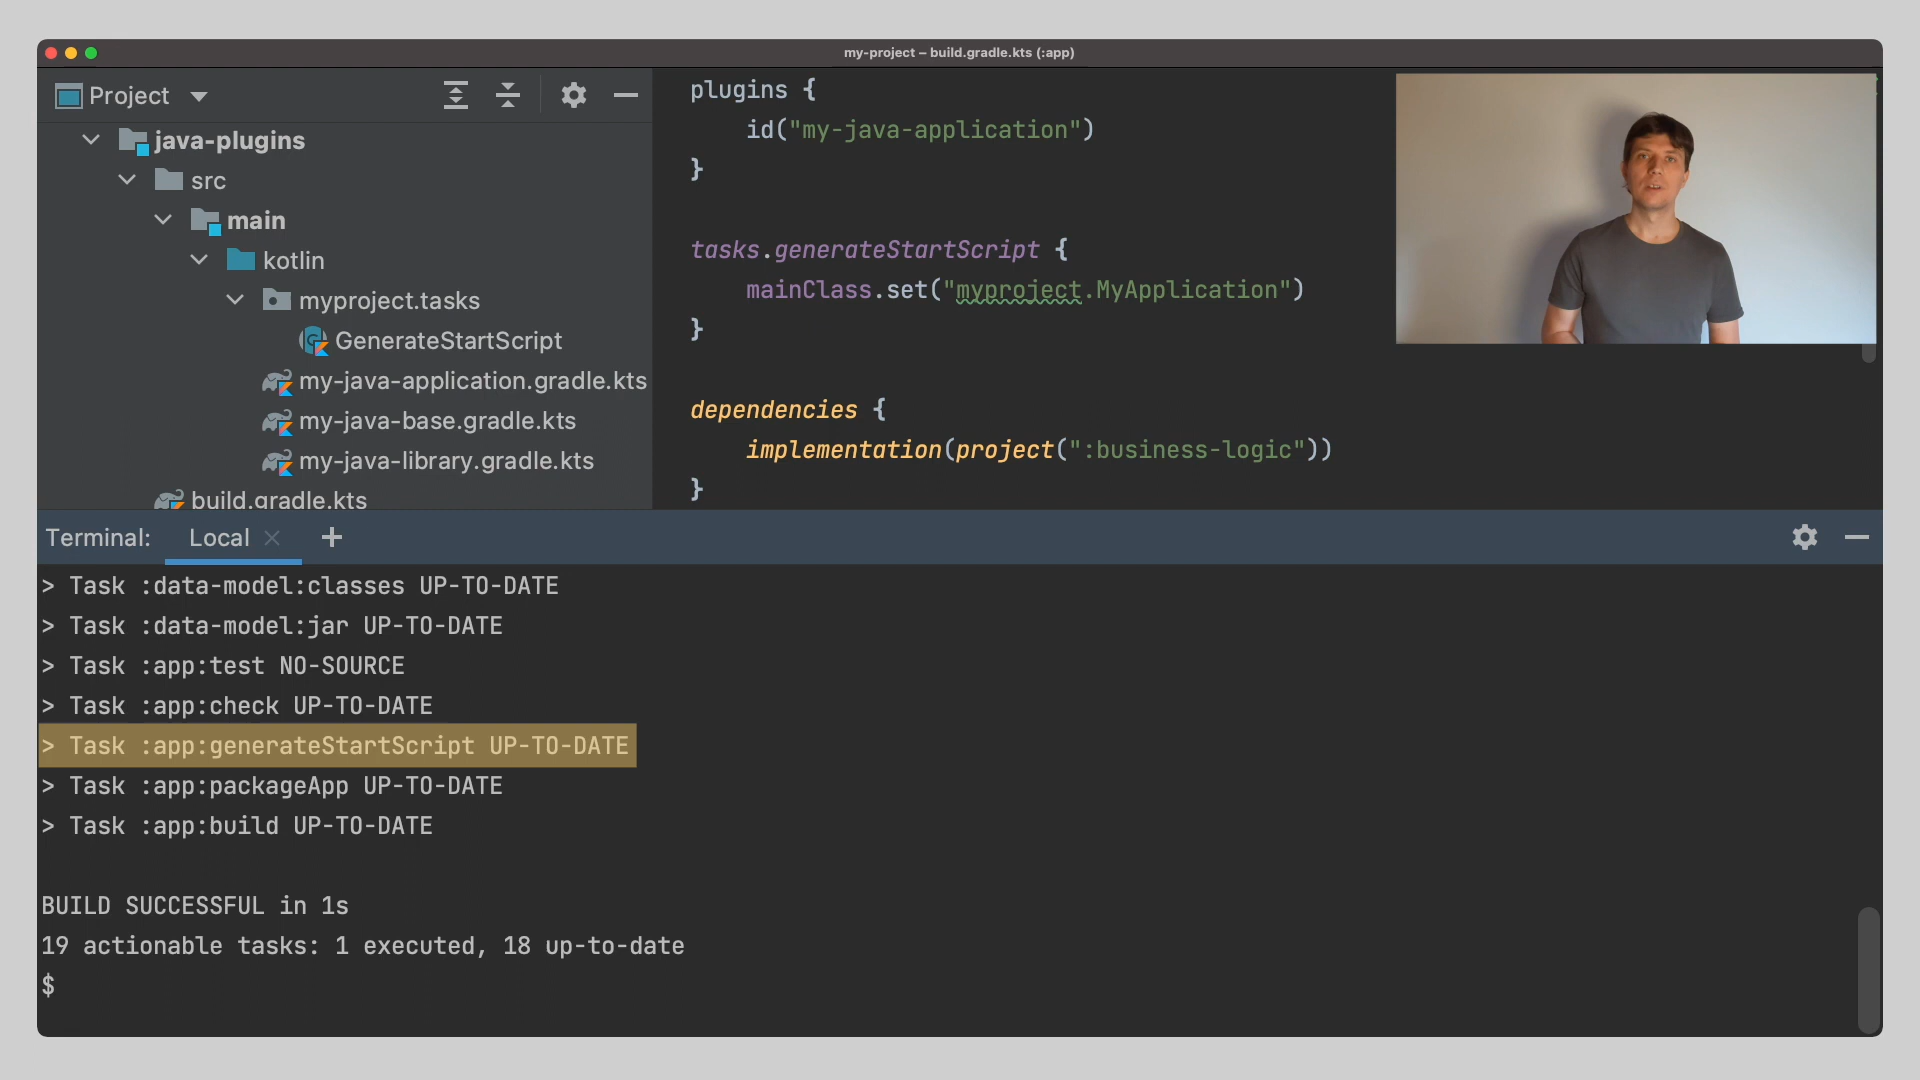 my-project – build.gradle.kts (:app)
Project
java-plugins
src
main
kotlin
myproject.tasks
GenerateStartScript
my-java-application.gradle.kts
my-java-base.gradle.kts
my-java-library.gradle.kts
build.gradle.kts
plugins {
id("my-java-application")
}
tasks.generateStartScript {
mainClass.set("myproject.MyApplication")
}
dependencies {
implementation(project(":business-logic"))
}
Terminal: Local × +
> Task :data-model:classes UP-TO-DATE
> Task :data-model:jar UP-TO-DATE
> Task :app:test NO-SOURCE
> Task :app:check UP-TO-DATE
> Task :app:generateStartScript UP-TO-DATE
> Task :app:packageApp UP-TO-DATE
> Task :app:build UP-TO-DATE
BUILD SUCCESSFUL in 1s
19 actionable tasks: 1 executed, 18 up-to-date
$